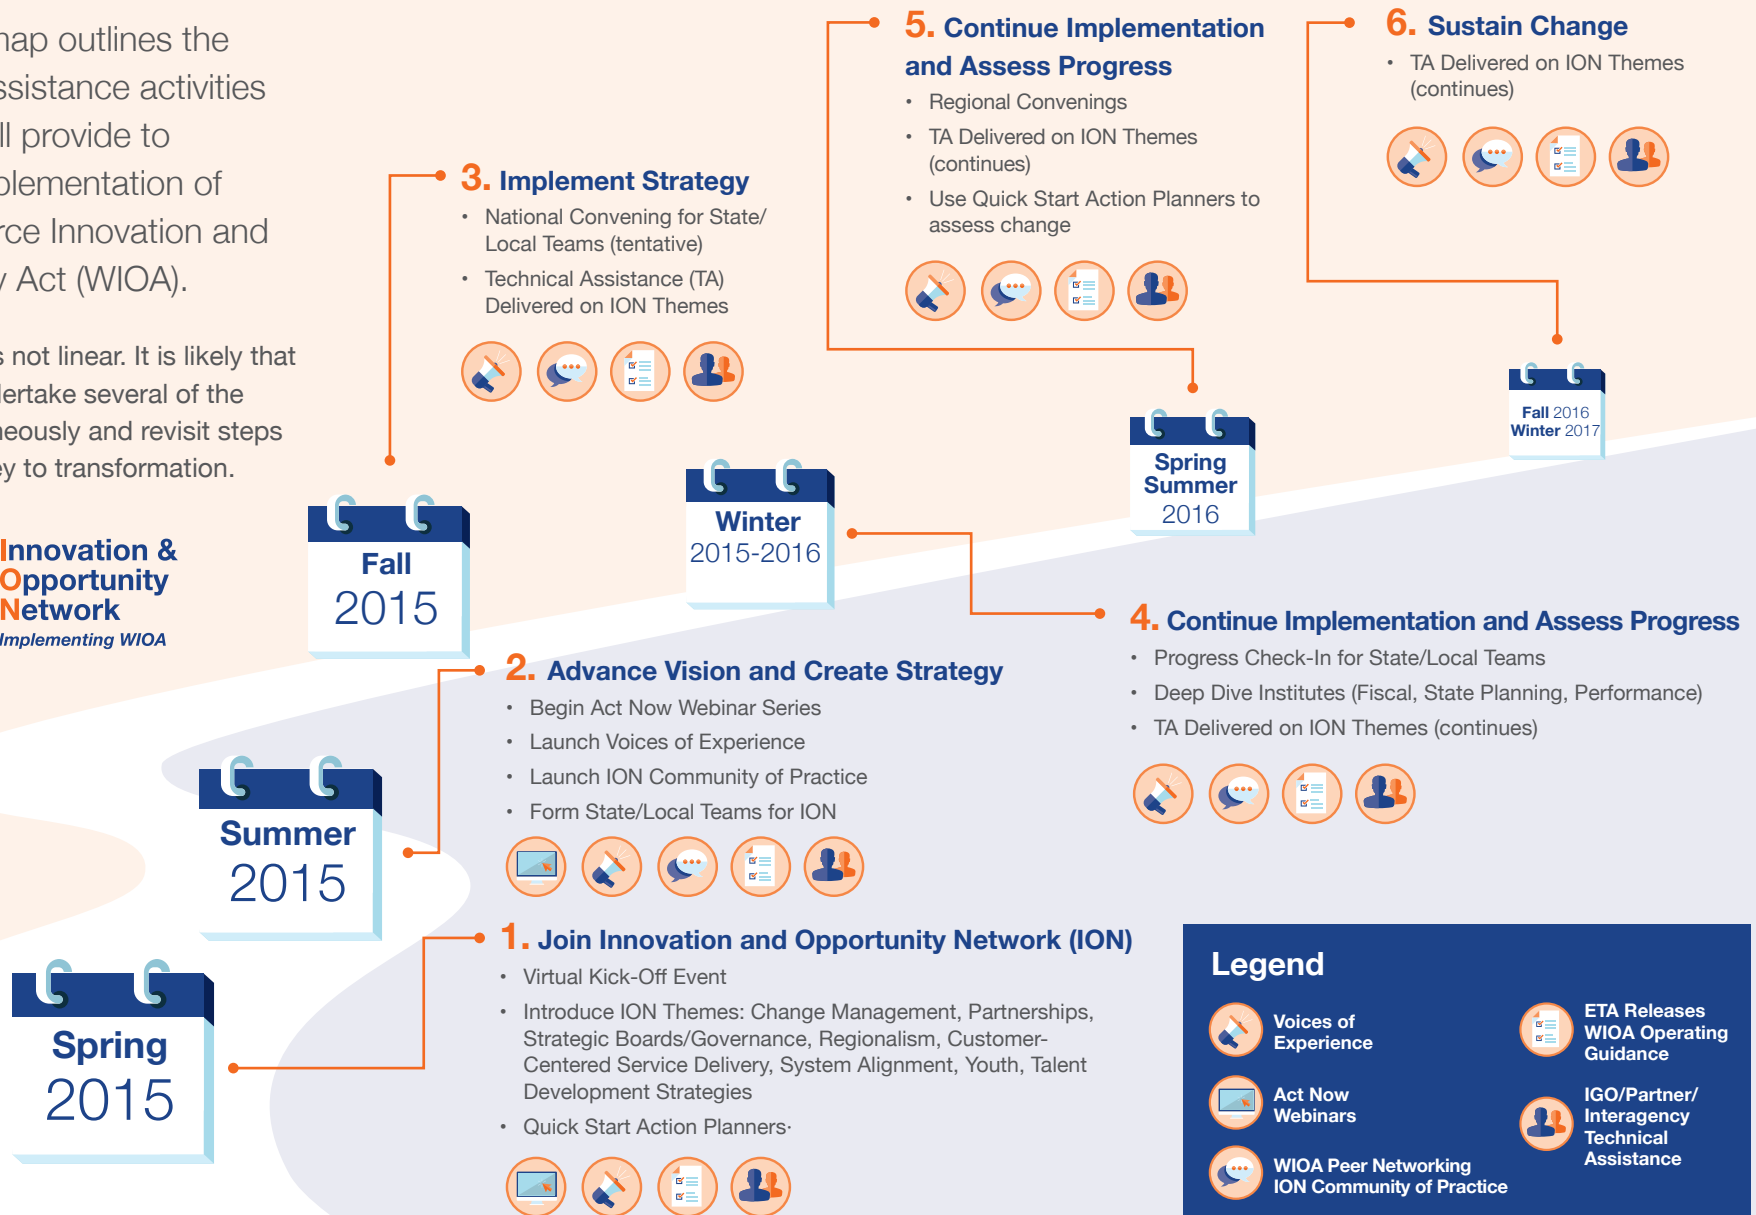 map outlines the
ssistance activities
ll provide to
plementation of
rce Innovation and
y Act (WIOA).
s not linear. It is likely that
dertake several of the
neously and revisit steps
ey to transformation.
Innovation &
Opportunity
Network
Implementing WIOA
3. Implement Strategy
• National Convening for State/
Local Teams (tentative)
• Technical Assistance (TA)
Delivered on ION Themes
5. Continue Implementation
and Assess Progress
• Regional Convenings
• TA Delivered on ION Themes
(continues)
• Use Quick Start Action Planners to
assess change
6. Sustain Change
• TA Delivered on ION Themes
(continues)
Fall 2016
Winter 2017
Spring
Summer
2016
Winter
2015-2016
Fall
2015
4. Continue Implementation and Assess Progress
• Progress Check-In for State/Local Teams
• Deep Dive Institutes (Fiscal, State Planning, Performance)
• TA Delivered on ION Themes (continues)
2. Advance Vision and Create Strategy
• Begin Act Now Webinar Series
• Launch Voices of Experience
• Launch ION Community of Practice
• Form State/Local Teams for ION
Summer
2015
1. Join Innovation and Opportunity Network (ION)
• Virtual Kick-Off Event
• Introduce ION Themes: Change Management, Partnerships,
Strategic Boards/Governance, Regionalism, Customer-
Centered Service Delivery, System Alignment, Youth, Talent
Development Strategies
• Quick Start Action Planners·
Spring
2015
Legend
Voices of
Experience
Act Now
Webinars
WIOA Peer Networking
ION Community of Practice
ETA Releases
WIOA Operating
Guidance
IGO/Partner/
Interagency
Technical
Assistance